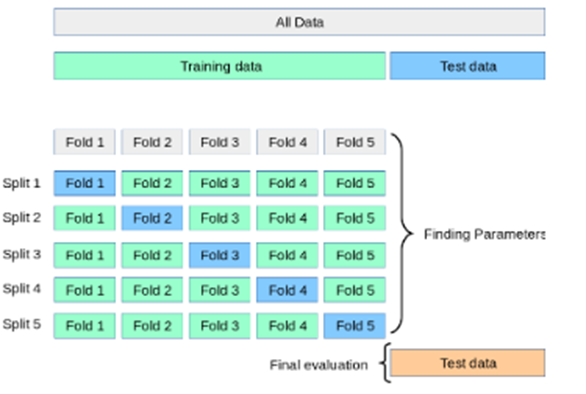 All Data
Training data Test data
Fold 1 Fold 2 Fold 3 Fold 4 Fold 5
Split 1 Fold 1 Fold 2 Fold 3 Fold 4 Fold 5
Split 2 Fold 1 Fold 2 Fold 3 Fold 4 Fold 5
Finding Parameters
Split 3 Fold 1 Fold 2 Fold 3 Fold 4 Fold 5
Split 4 Fold 1 Fold 2 Fold 3 Fold 4 Fold 5
Split 5 Fold 1 Fold 2 Fold 3 Fold 4 Fold 5
Final evaluation Test data